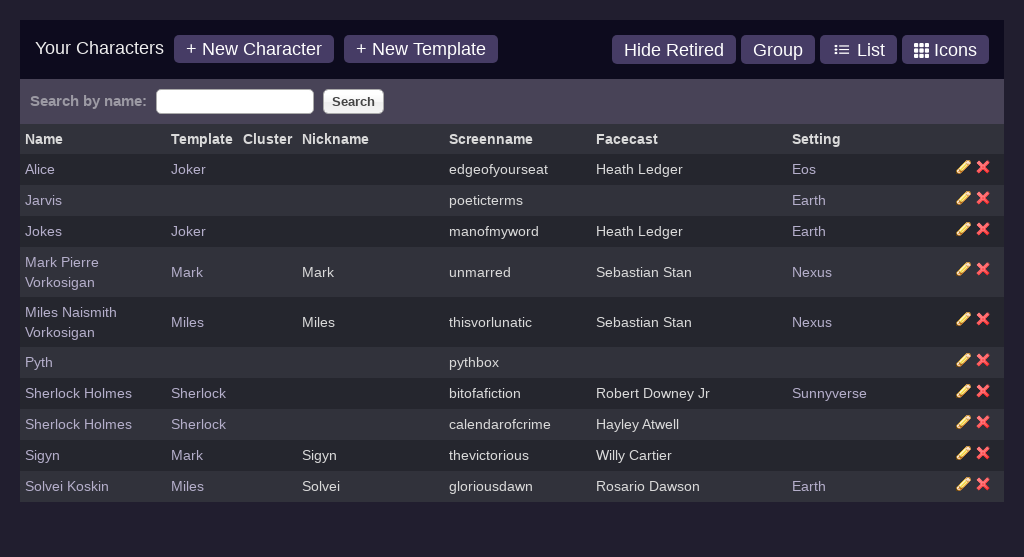 Your Characters + New Character + New Template Hide Retired Group List Icons
Search by name: Search
Name Template Cluster Nickname Screenname Facecast Setting
Alice Joker edgeofyourseat Heath Ledger Eos
Jarvis poeticterms Earth
Jokes Joker manofmyword Heath Ledger Earth
Mark Pierre Vorkosigan Mark Mark unmarred Sebastian Stan Nexus
Miles Naismith Vorkosigan Miles Miles thisvorlunatic Sebastian Stan Nexus
Pyth pythbox
Sherlock Holmes Sherlock bitofafiction Robert Downey Jr Sunnyverse
Sherlock Holmes Sherlock calendarofcrime Hayley Atwell
Sigyn Mark Sigyn thevictorious Willy Cartier
Solvei Koskin Miles Solvei gloriousdawn Rosario Dawson Earth